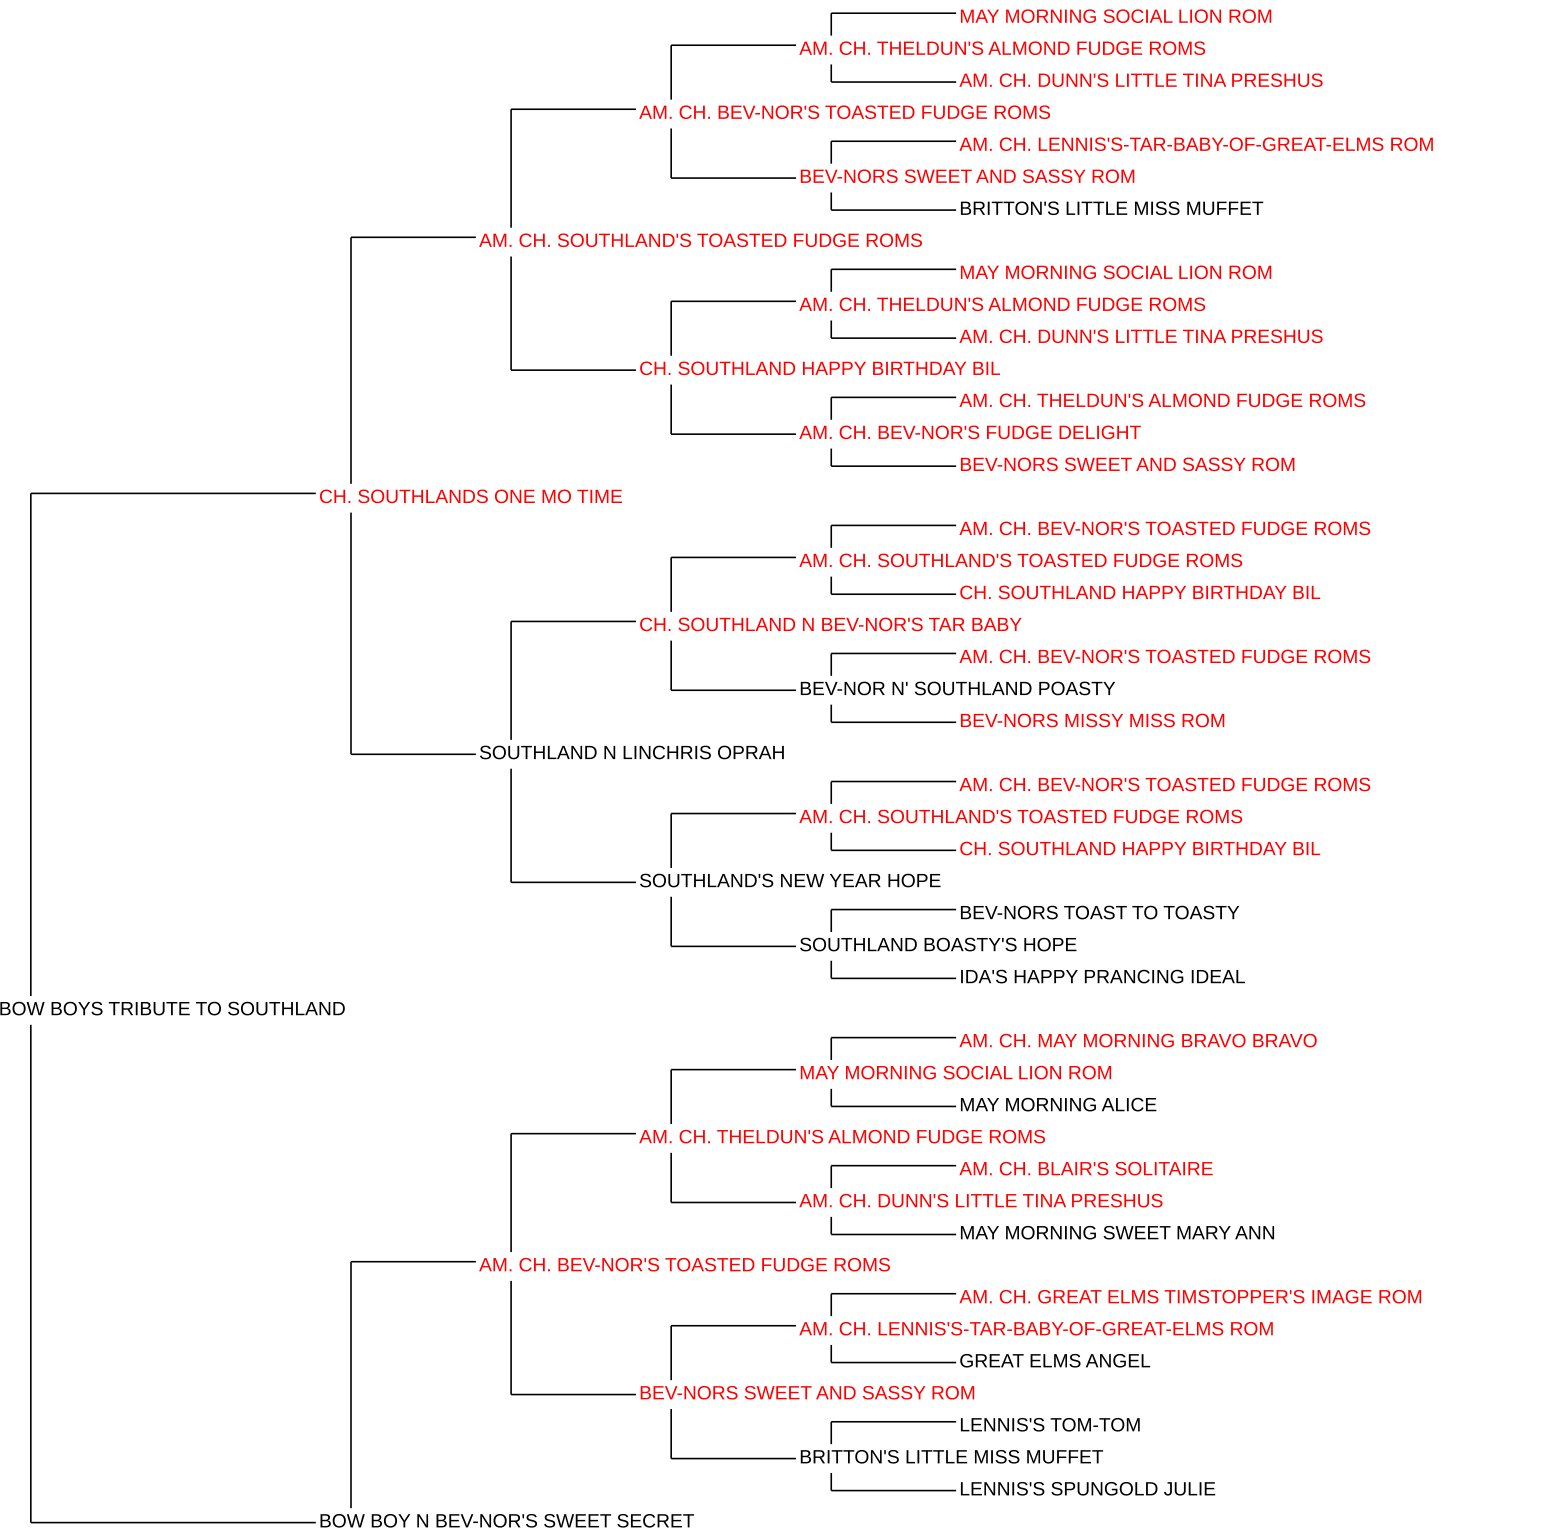 MAY MORNING SOCIAL LION ROM
AM. CH. THELDUN'S ALMOND FUDGE ROMS
AM. CH. DUNN'S LITTLE TINA PRESHUS
AM. CH. BEV-NOR'S TOASTED FUDGE ROMS
AM. CH. LENNIS'S-TAR-BABY-OF-GREAT-ELMS ROM
BEV-NORS SWEET AND SASSY ROM
BRITTON'S LITTLE MISS MUFFET
AM. CH. SOUTHLAND'S TOASTED FUDGE ROMS
MAY MORNING SOCIAL LION ROM
AM. CH. THELDUN'S ALMOND FUDGE ROMS
AM. CH. DUNN'S LITTLE TINA PRESHUS
CH. SOUTHLAND HAPPY BIRTHDAY BIL
AM. CH. THELDUN'S ALMOND FUDGE ROMS
AM. CH. BEV-NOR'S FUDGE DELIGHT
BEV-NORS SWEET AND SASSY ROM
CH. SOUTHLANDS ONE MO TIME
AM. CH. BEV-NOR'S TOASTED FUDGE ROMS
AM. CH. SOUTHLAND'S TOASTED FUDGE ROMS
CH. SOUTHLAND HAPPY BIRTHDAY BIL
CH. SOUTHLAND N BEV-NOR'S TAR BABY
AM. CH. BEV-NOR'S TOASTED FUDGE ROMS
BEV-NOR N' SOUTHLAND POASTY
BEV-NORS MISSY MISS ROM
SOUTHLAND N LINCHRIS OPRAH
AM. CH. BEV-NOR'S TOASTED FUDGE ROMS
AM. CH. SOUTHLAND'S TOASTED FUDGE ROMS
CH. SOUTHLAND HAPPY BIRTHDAY BIL
SOUTHLAND'S NEW YEAR HOPE
BEV-NORS TOAST TO TOASTY
SOUTHLAND BOASTY'S HOPE
IDA'S HAPPY PRANCING IDEAL
BOW BOYS TRIBUTE TO SOUTHLAND
AM. CH. MAY MORNING BRAVO BRAVO
MAY MORNING SOCIAL LION ROM
MAY MORNING ALICE
AM. CH. THELDUN'S ALMOND FUDGE ROMS
AM. CH. BLAIR'S SOLITAIRE
AM. CH. DUNN'S LITTLE TINA PRESHUS
MAY MORNING SWEET MARY ANN
AM. CH. BEV-NOR'S TOASTED FUDGE ROMS
AM. CH. GREAT ELMS TIMSTOPPER'S IMAGE ROM
AM. CH. LENNIS'S-TAR-BABY-OF-GREAT-ELMS ROM
GREAT ELMS ANGEL
BEV-NORS SWEET AND SASSY ROM
LENNIS'S TOM-TOM
BRITTON'S LITTLE MISS MUFFET
LENNIS'S SPUNGOLD JULIE
BOW BOY N BEV-NOR'S SWEET SECRET